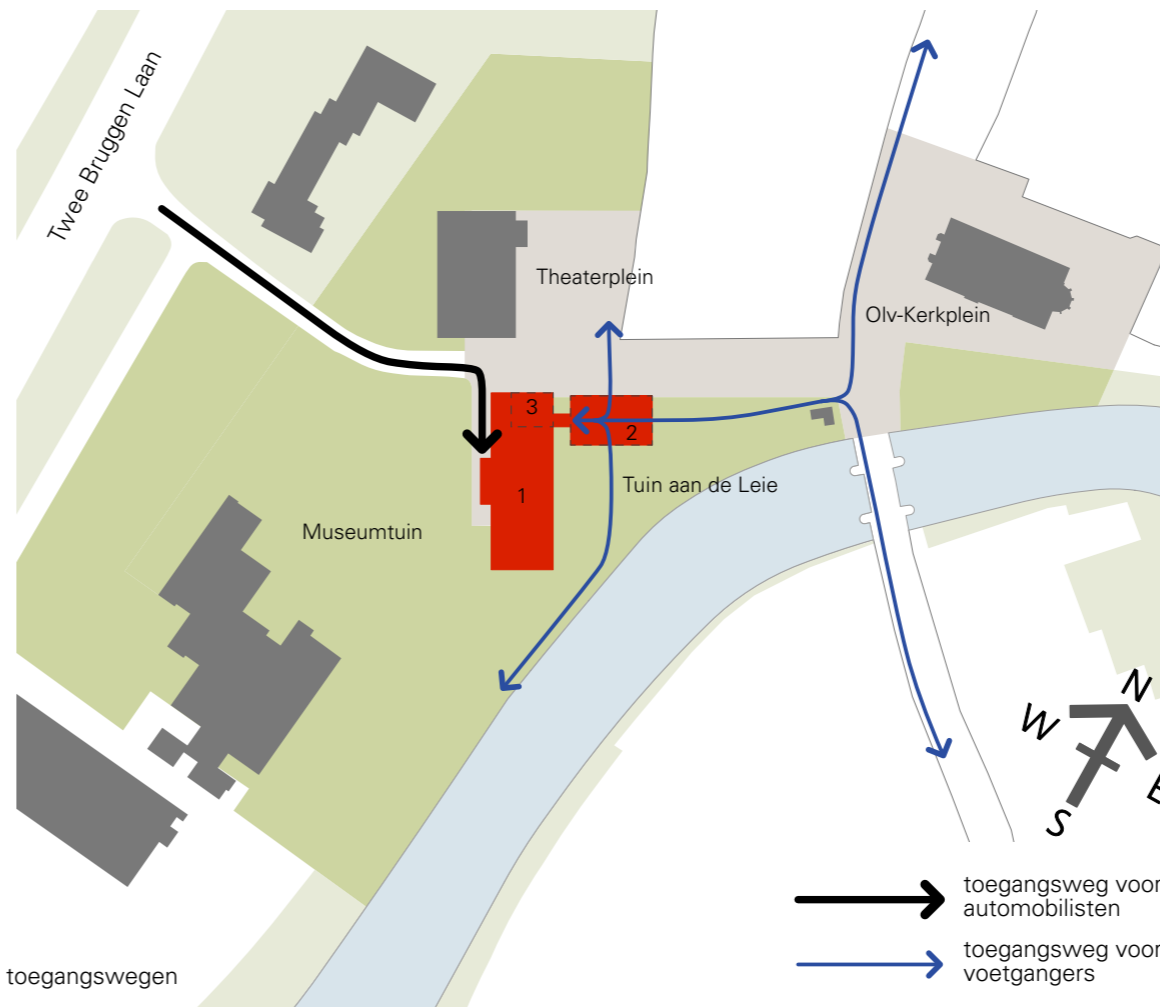 Twee Bruggen Laan
Theaterplein
Olv-Kerkplein
3
2
1
Tuin aan de Leie
Museumtuin
N
W
E
S
toegangsweg voor
automobilisten
toegangsweg voor
voetgangers
toegangswegen